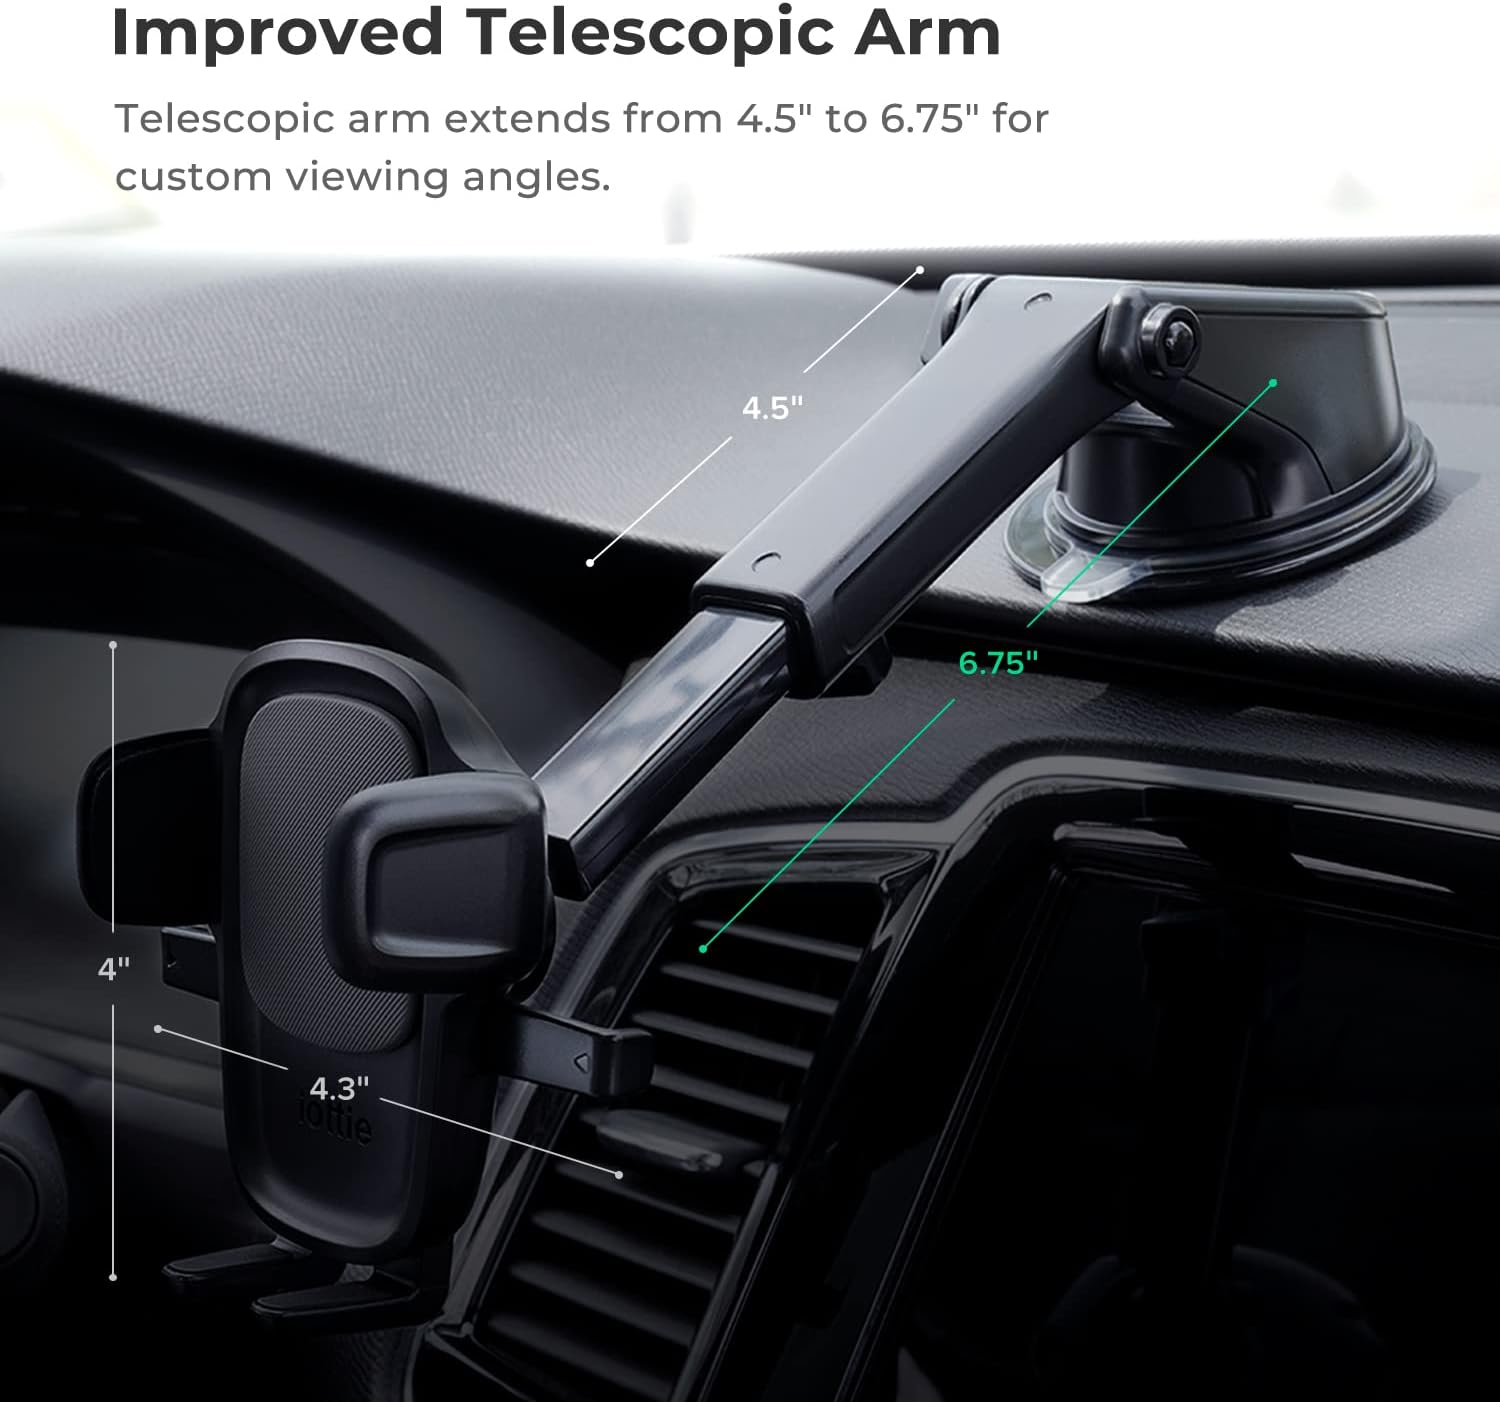 Improved Telescopic Arm
Telescopic arm extends from 4.5" to 6.75" for
custom viewing angles.
4.5"
6.75"
4"
4.3"
iottie